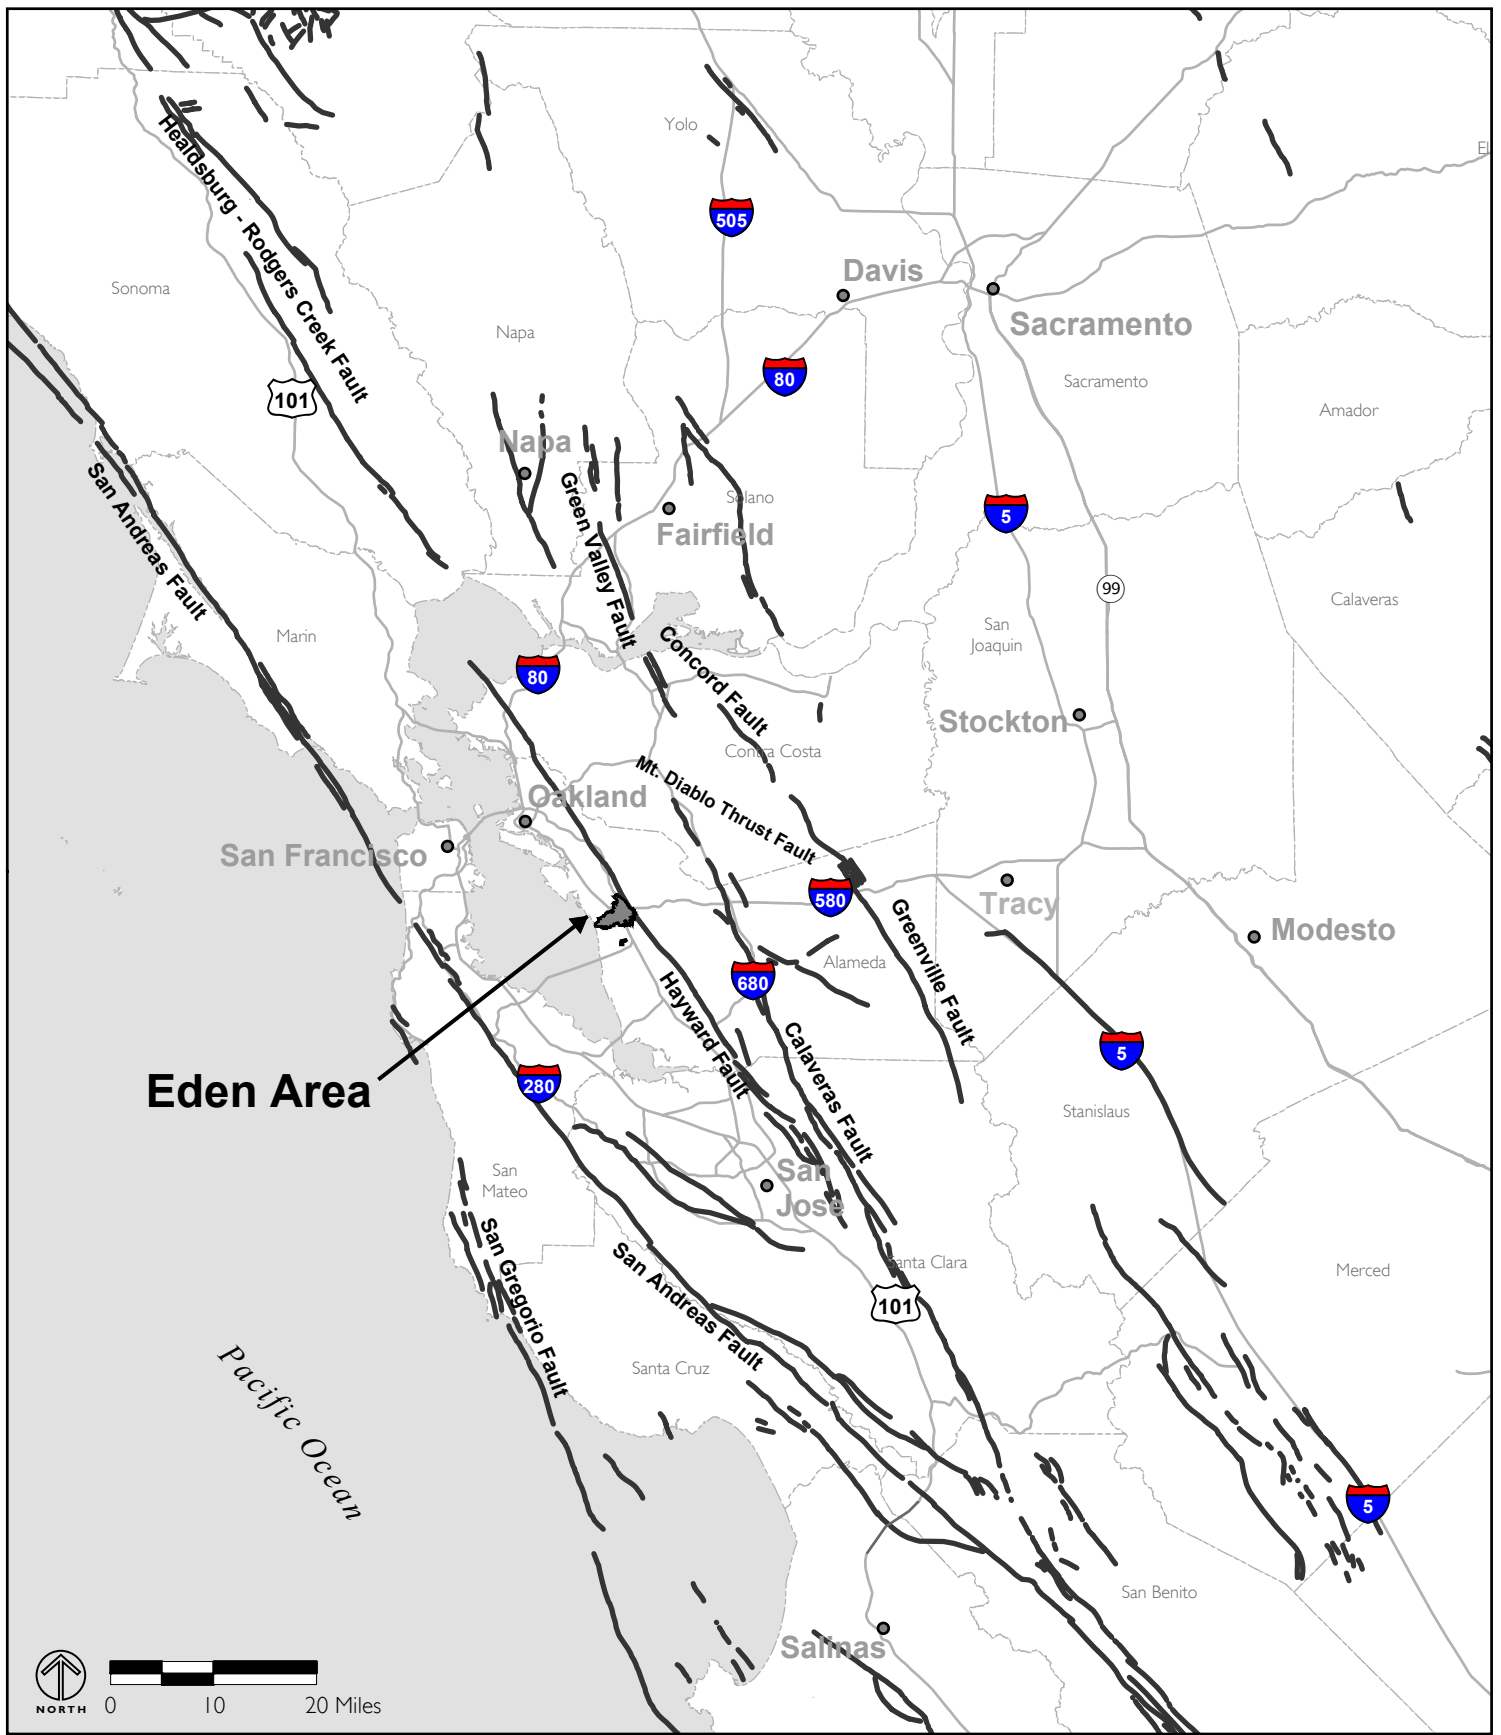 Yolo
El
Healdsburg - Rodgers Creek Fault
505
Davis
Sonoma
Sacramento
Napa
80
Sacramento
101
Amador
Napa
San Andreas Fault
Green Valley Fault
Solano
5
Fairfield
99
Calaveras
Marin
San
Joaquin
Concord Fault
80
Stockton
Contra Costa
Mt. Diablo Thrust Fault
Oakland
San Francisco
580
Tracy
Greenville Fault
Modesto
Alameda
680
Hayward Fault
Calaveras Fault
5
Eden Area
280
Stanislaus
San
Mateo
San
Jose
San Gregorio Fault
San Andreas Fault
Santa Clara
Merced
101
Santa Cruz
Pacific Ocean
5
San Benito
Salinas
NORTH
0 10 20 Miles